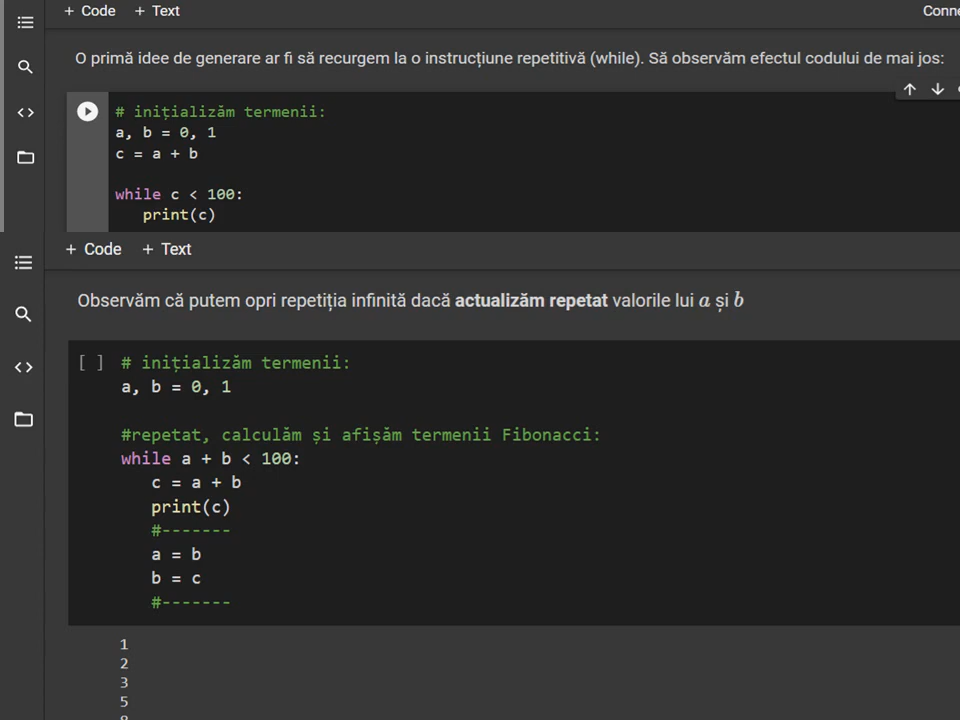 + Code + Text
Conne
O primă idee de generare ar fi să recurgem la o instrucțiune repetitivă (while). Să observăm efectul codului de mai jos:
# inițializăm termenii:
a, b = 0, 1
c = a + b
while c < 100:
print(c)
+ Code + Text
Observăm că putem opri repetiția infinită dacă actualizăm repetat valorile lui a și b
[ ] # inițializăm termenii:
a, b = 0, 1
#repetat, calculăm și afișăm termenii Fibonacci:
while a + b < 100:
c = a + b
print(c)
#-------
a = b
b = c
#-------
1
2
3
5